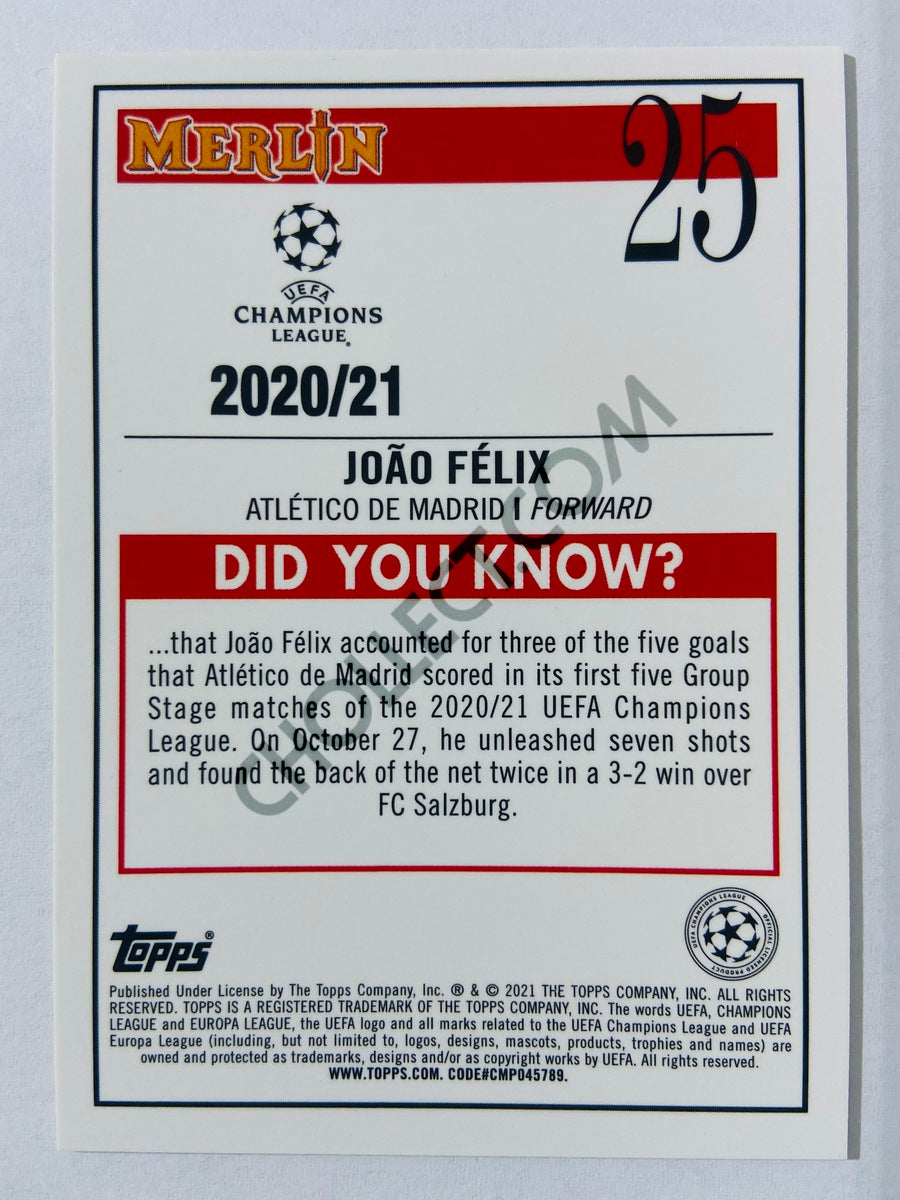 MERLIN
25
UEFA
CHAMPIONS
LEAGUE®
2020/21
JOÃO FÉLIX
ATLÉTICO DE MADRID | FORWARD
DID YOU KNOW?
...that João Félix accounted for three of the five goals
that Atlético de Madrid scored in its first five Group
Stage matches of the 2020/21 UEFA Champions
League. On October 27, he unleashed seven shots
and found the back of the net twice in a 3-2 win over
FC Salzburg.
CHOLLECT.COM
TOPPS®
UEFA CHAMPIONS LEAGUE
OFFICIAL LICENSED PRODUCT
Published Under License by The Topps Company, Inc. ® & © 2021 THE TOPPS COMPANY, INC. ALL RIGHTS
RESERVED. TOPPS IS A REGISTERED TRADEMARK OF THE TOPPS COMPANY, INC. The words UEFA, CHAMPIONS
LEAGUE and EUROPA LEAGUE, the UEFA logo and all marks related to the UEFA Champions League and UEFA
Europa League (including, but not limited to, logos, designs, mascots, products, trophies and names) are
owned and protected as trademarks, designs and/or as copyright works by UEFA. All rights reserved.
WWW.TOPPS.COM. CODE#CMP045789.